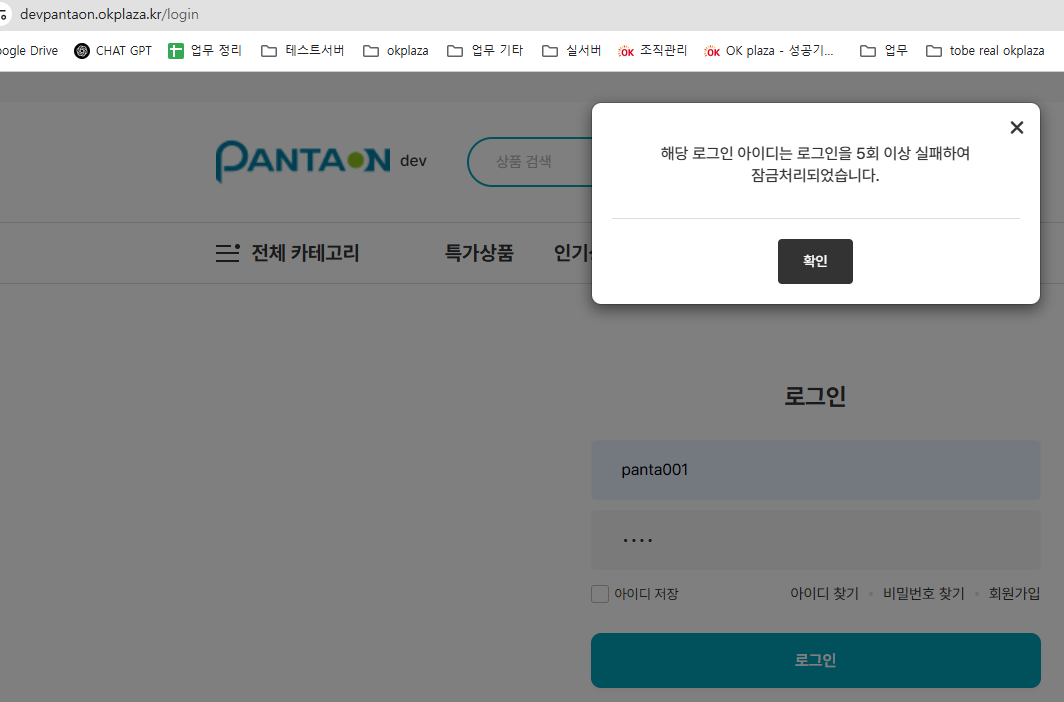 devpantaon.okplaza.kr/login
ogle Drive CHAT GPT 업무 정리 테스트서버 okplaza 업무 기타 실서버 OK 조직관리 OK OK plaza - 성공기... 업무 tobe real okplaza
PANTAON dev
상품 검색
해당 로그인 아이디는 로그인을 5회 이상 실패하여
잠금처리되었습니다.
확인
전체 카테고리 특가상품 인기
로그인
panta001
····
아이디 저장 아이디 찾기 비밀번호 찾기 회원가입
로그인